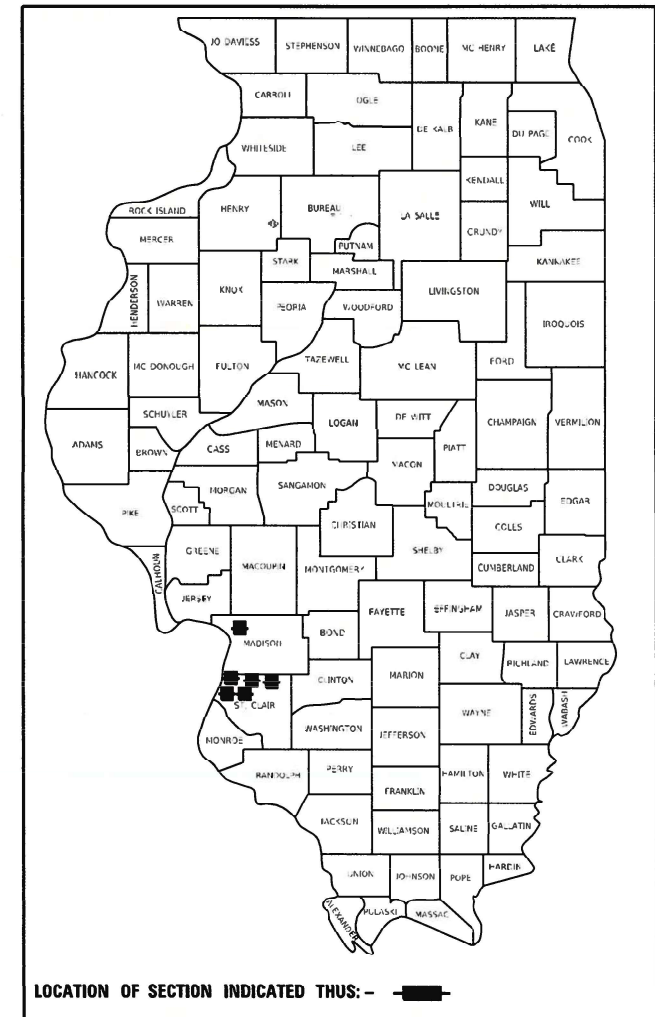 JO DAVIESS STEPHENSON WINNEBAGO BOONE MC HENRY LAKE
CARROLL OGLE DE KALB KANE DU PAGE COOK
WHITESIDE LEE
KENDALL
ROCK ISLAND HENRY BUREAU LA SALLE GRUNDY WILL
MERCER PUTNAM
STARK MARSHALL KANKAKEE
HENDERSON WARREN KNOX PEORIA WOODFORD LIVINGSTON IROQUOIS
HANCOCK MC DONOUGH FULTON TAZEWELL MC LEAN FORD
SCHUYLER MASON LOGAN DE WITT CHAMPAIGN VERMILION
ADAMS BROWN CASS MENARD MACON PIATT
PIKE SCOTT MORGAN SANGAMON MOULTRIE DOUGLAS EDGAR
CHRISTIAN COLES
CALHOUN GREENE MACOUPIN MONTGOMERY SHELBY CUMBERLAND CLARK
JERSEY FAYETTE EFFINGHAM JASPER CRAWFORD
MADISON BOND
CLAY RICHLAND LAWRENCE
CLINTON MARION
ST. CLAIR WAYNE EDWARDS WABASH
WASHINGTON JEFFERSON
MONROE
RANDOLPH PERRY HAMILTON WHITE
FRANKLIN
JACKSON WILLIAMSON SALINE GALLATIN
UNION JOHNSON POPE HARDIN
ALEXANDER PULASKI MASSAC
LOCATION OF SECTION INDICATED THUS: –